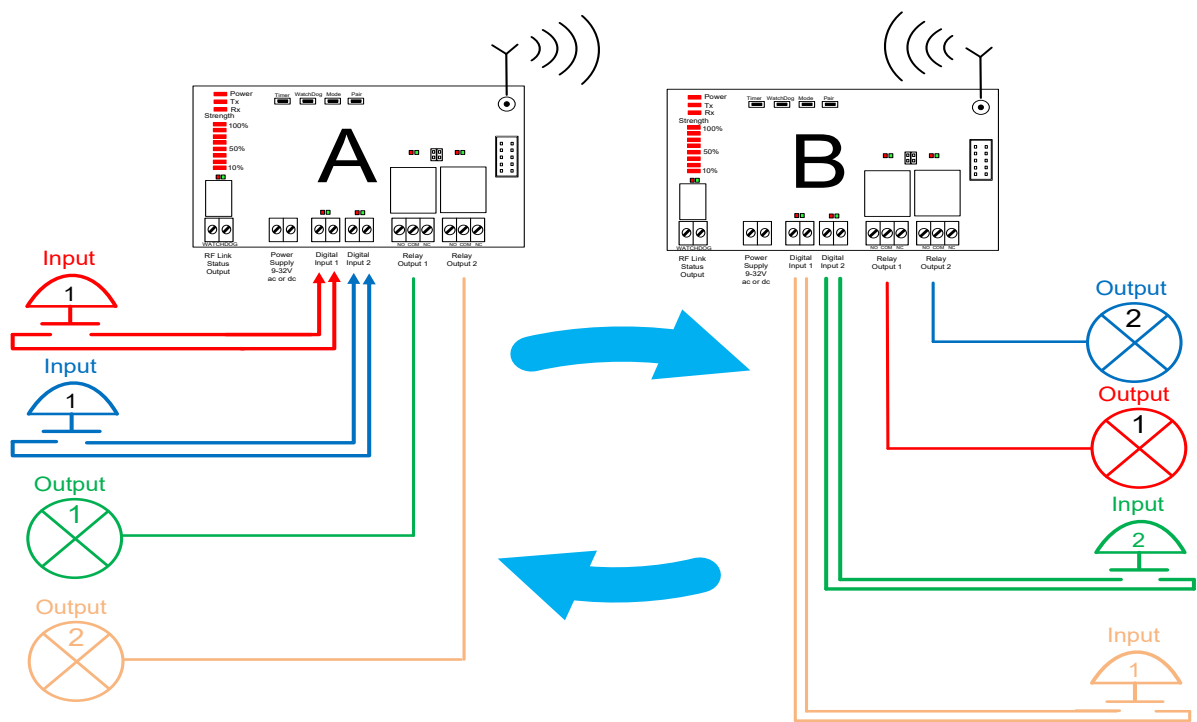 Power
Tx
Rx
Strength
100%
50%
10%
Timer WatchDog Mode Pair
A
NO COM NC NO COM NC
WATCHDOG
RF Link
Status
Output
Power
Supply
9-32V
ac or dc
Digital
Input 1
Digital
Input 2
Relay
Output 1
Relay
Output 2
Power
Tx
Rx
Strength
100%
50%
10%
Timer WatchDog Mode Pair
B
NO COM NC NO COM NC
WATCHDOG
RF Link
Status
Output
Power
Supply
9-32V
ac or dc
Digital
Input 1
Digital
Input 2
Relay
Output 1
Relay
Output 2
Input
1
Input
1
Output
1
Output
2
Output
2
Output
1
Input
2
Input
1